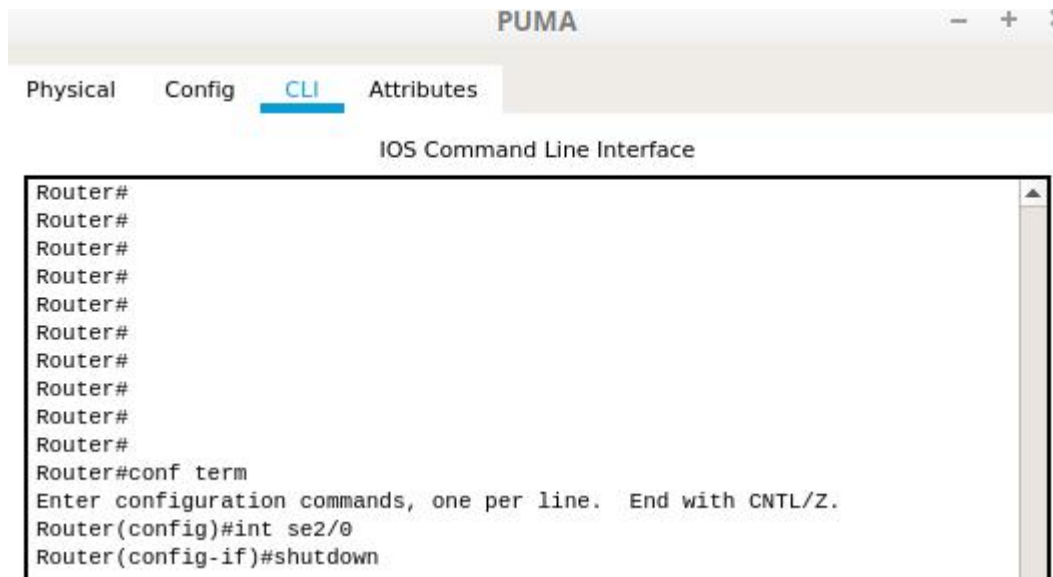 PUMA
Physical Config CLI Attributes
IOS Command Line Interface
Router#
Router#
Router#
Router#
Router#
Router#
Router#
Router#
Router#
Router#
Router#conf term
Enter configuration commands, one per line.  End with CNTL/Z.
Router(config)#int se2/0
Router(config-if)#shutdown